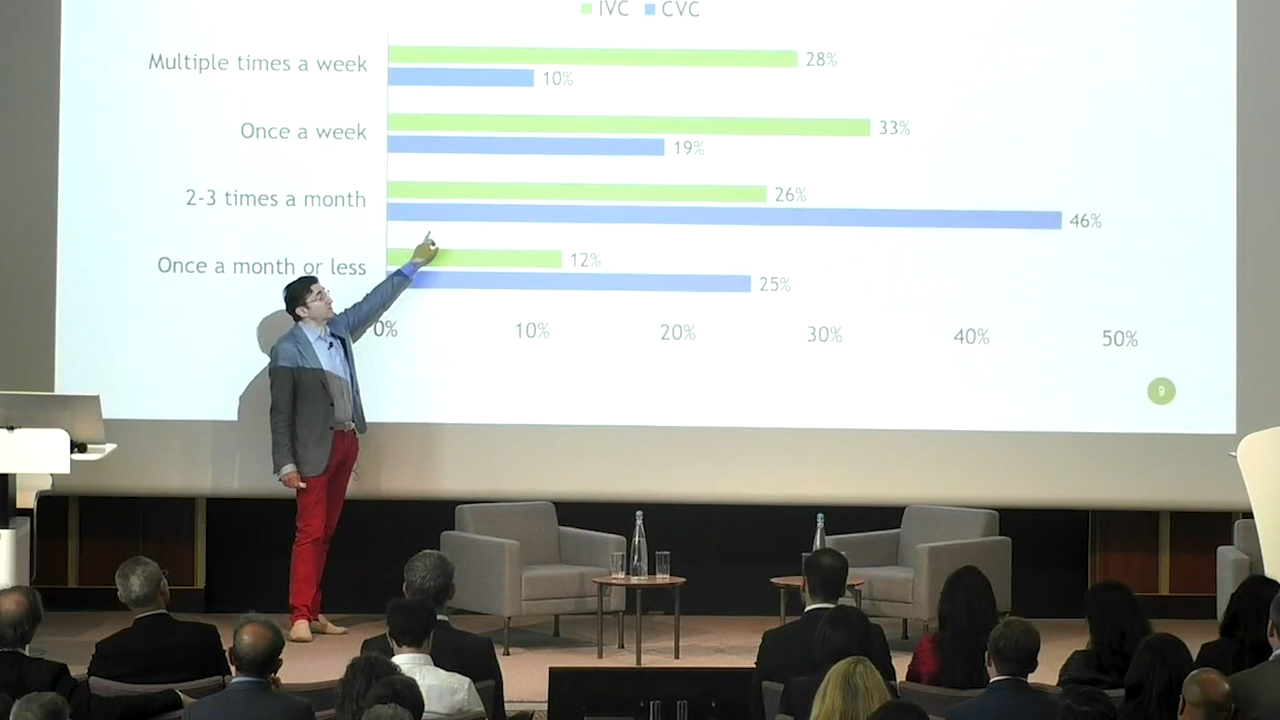 IVC CVC
Multiple times a week
28%
10%
Once a week
33%
19%
2-3 times a month
26%
46%
Once a month or less
12%
25%
0% 10% 20% 30% 40% 50%
9